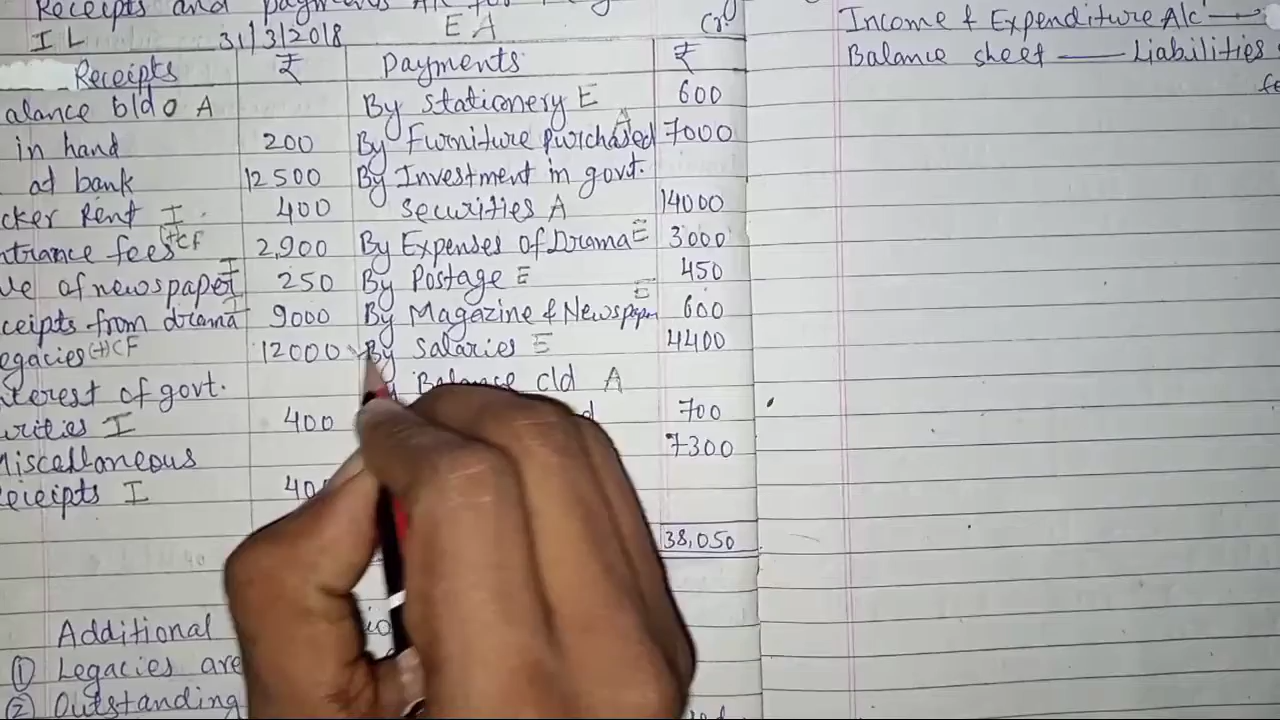 Receipts and payments A/c for
I L 31/3/2018 E A Cr
Receipts ₹ Payments ₹
alance b/d O A By Stationery E 600
in hand 200 By Furniture purchased A 7000
at bank 12500 By Investment in govt.
cker Rent I 400 Securities A 14000
ntrance fees (+)CF 2,900 By Expenses of Drama E 3000
le of newspaper I 250 By Postage E 450
ceipts from drama I 9000 By Magezine & Newspaper E 600
egacies (+)CF 12000 By Salaries E 4400
nterest of govt. Balance c/d A
urities I 400 d 700
Miscellaneous 7300
eceipts I 40
38,050
Additional
① Legacies are
② Outstanding
Income & Expenditure A/c
Balance sheet — Liabilities